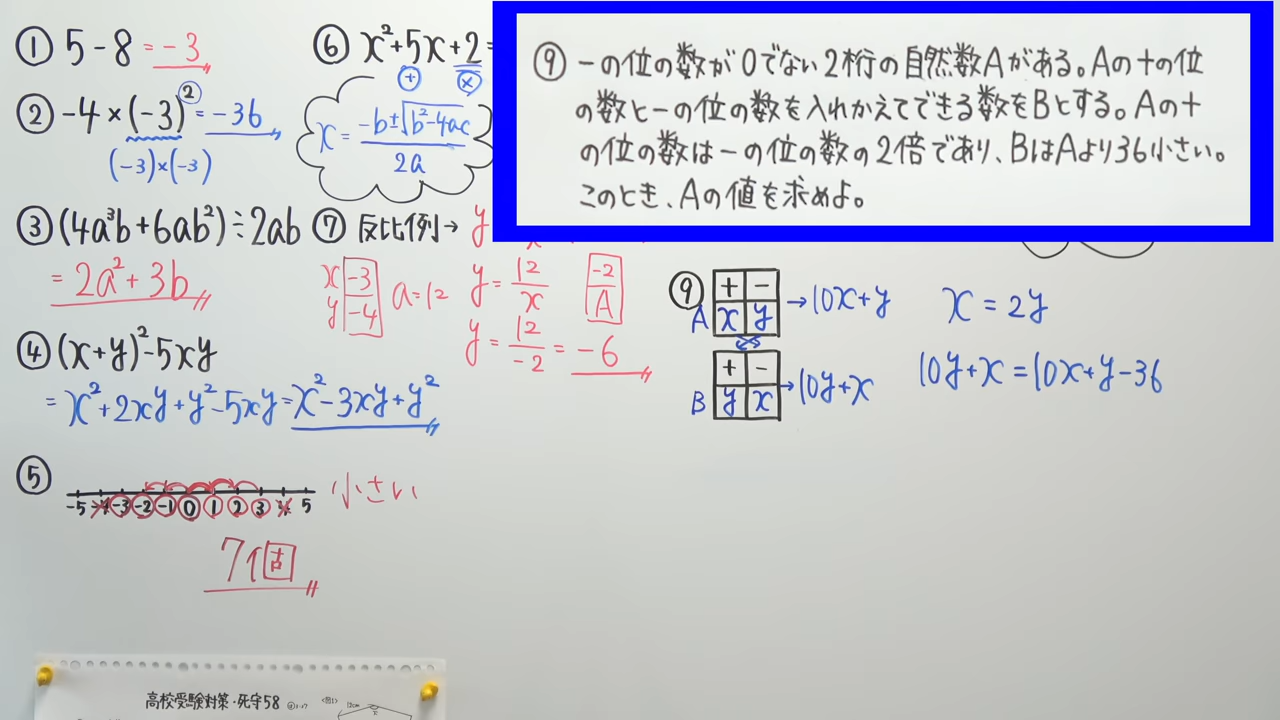 ① 5-8=-3
② -4×(-3)²=-36
(-3)×(-3)
③ (4a³b+6ab²)÷2ab
=2a²+3b
④ (x+y)²-5xy
=x²+2xy+y²-5xy=x²-3xy+y²
⑤
-5 -4 -3 -2 -1 0 1 2 3 4 5
小さい
7個
⑥ x²+5x+2=
+ ×
x=(-b±√(b²-4ac))/2a
⑦ 反比例→ y
x -3
y -4
a=12
y=12/x
-2
A
y=12/-2=-6
⑨ 一の位の数が0でない2桁の自然数Aがある。Aの十の位
の数と一の位の数を入れかえてできる数をBとする。Aの十
の位の数は一の位の数の2倍であり、BはAより36小さい。
このとき、Aの値を求めよ。
⑨ 十 一
A x y →10x+y
十 一
B y x →10y+x
x=2y
10y+x=10x+y-36
高校受験対策・死守58